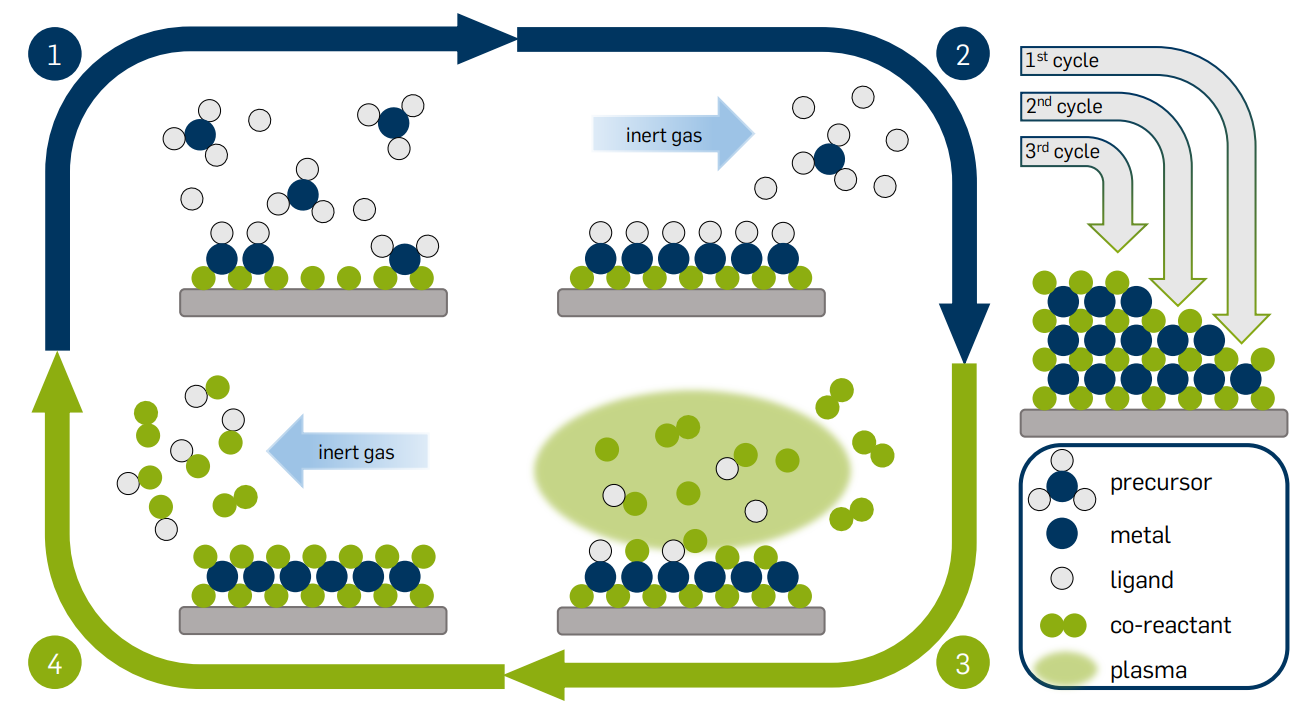 1
2
inert gas
inert gas
4
3
1st cycle
2nd cycle
3rd cycle
precursor
metal
ligand
co-reactant
plasma